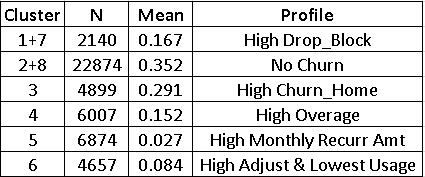 Cluster N Mean Profile
1+7 2140 0.167 High Drop_Block
2+8 22874 0.352 No Churn
3 4899 0.291 High Churn_Home
4 6007 0.152 High Overage
5 6874 0.027 High Monthly Recurr Amt
6 4657 0.084 High Adjust & Lowest Usage